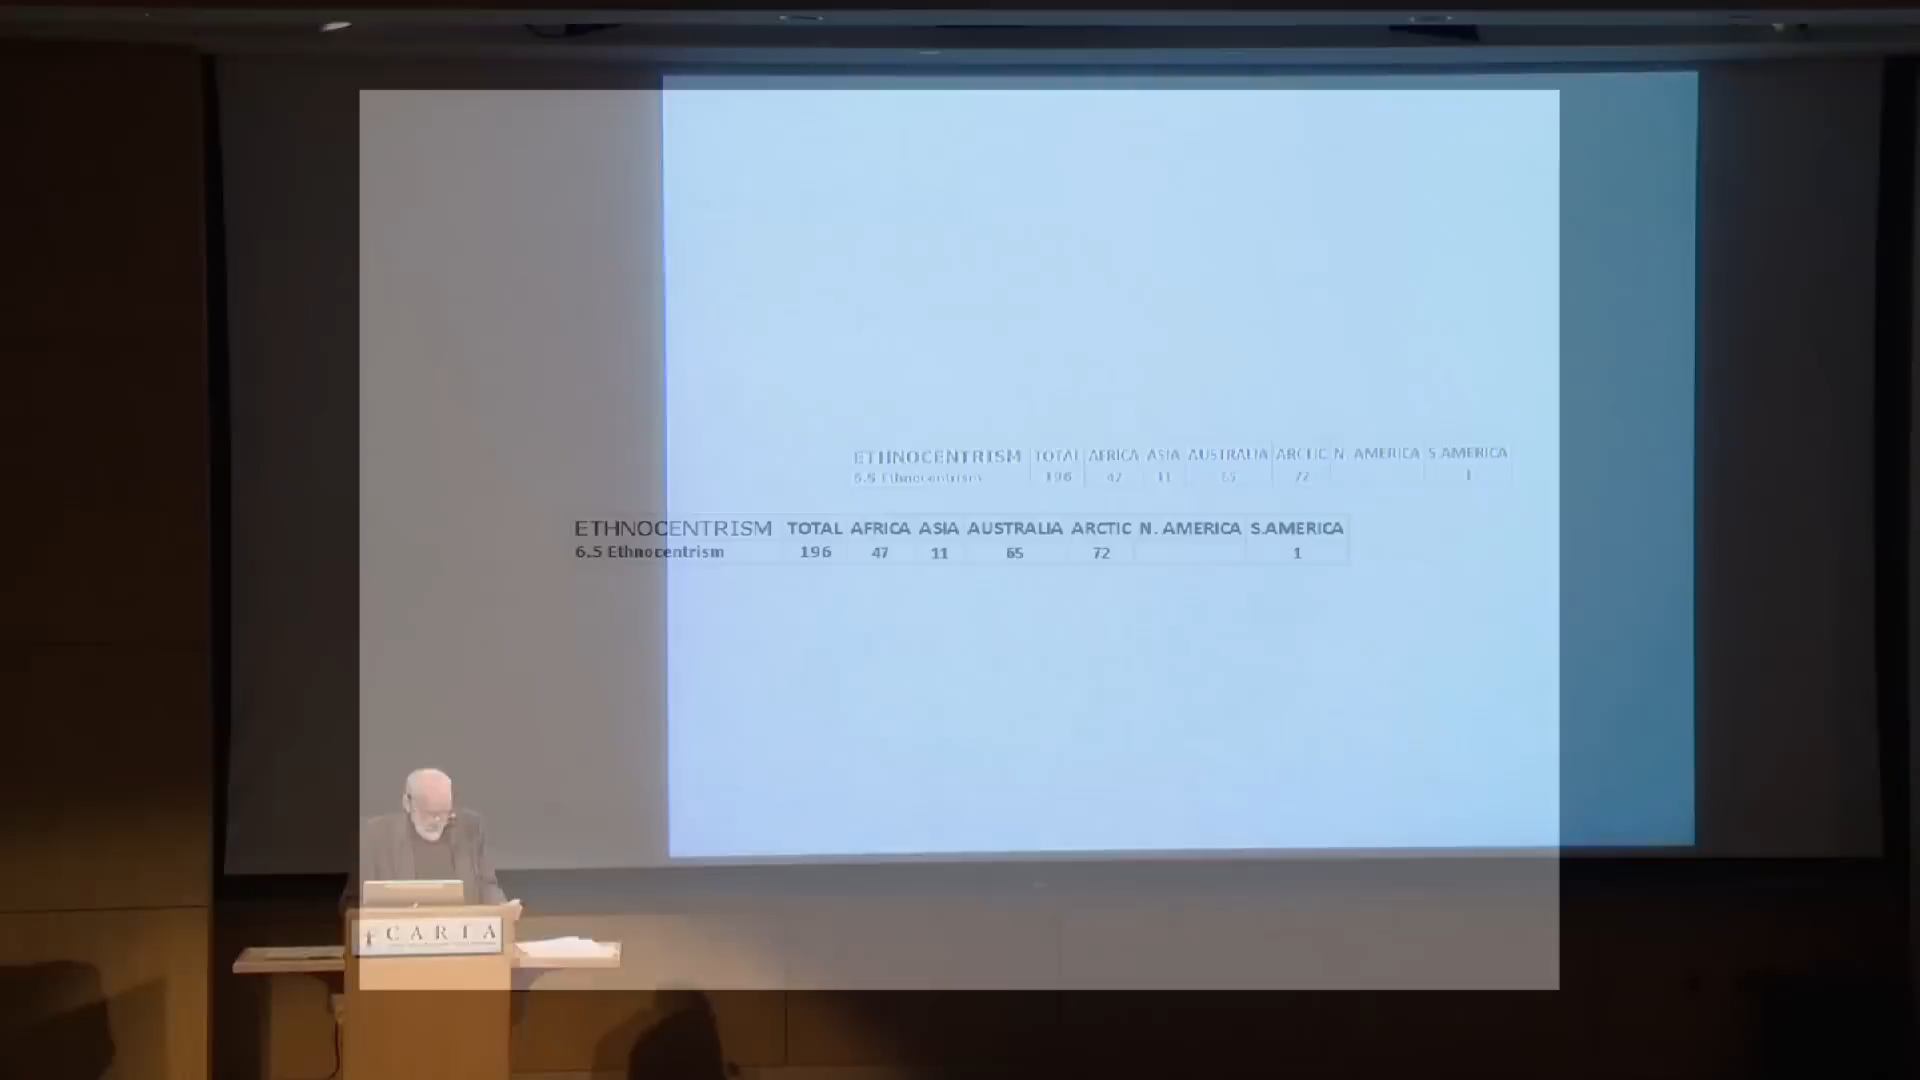 ETHNOCENTRISM TOTAL AFRICA ASIA AUSTRALIA ARCTIC N. AMERICA S.AMERICA
6.5 Ethnocentrism 196 47 11 65 72 1
ETHNOCENTRISM TOTAL AFRICA ASIA AUSTRALIA ARCTIC N. AMERICA S.AMERICA
6.5 Ethnocentrism 196 47 11 65 72 1
CARTA